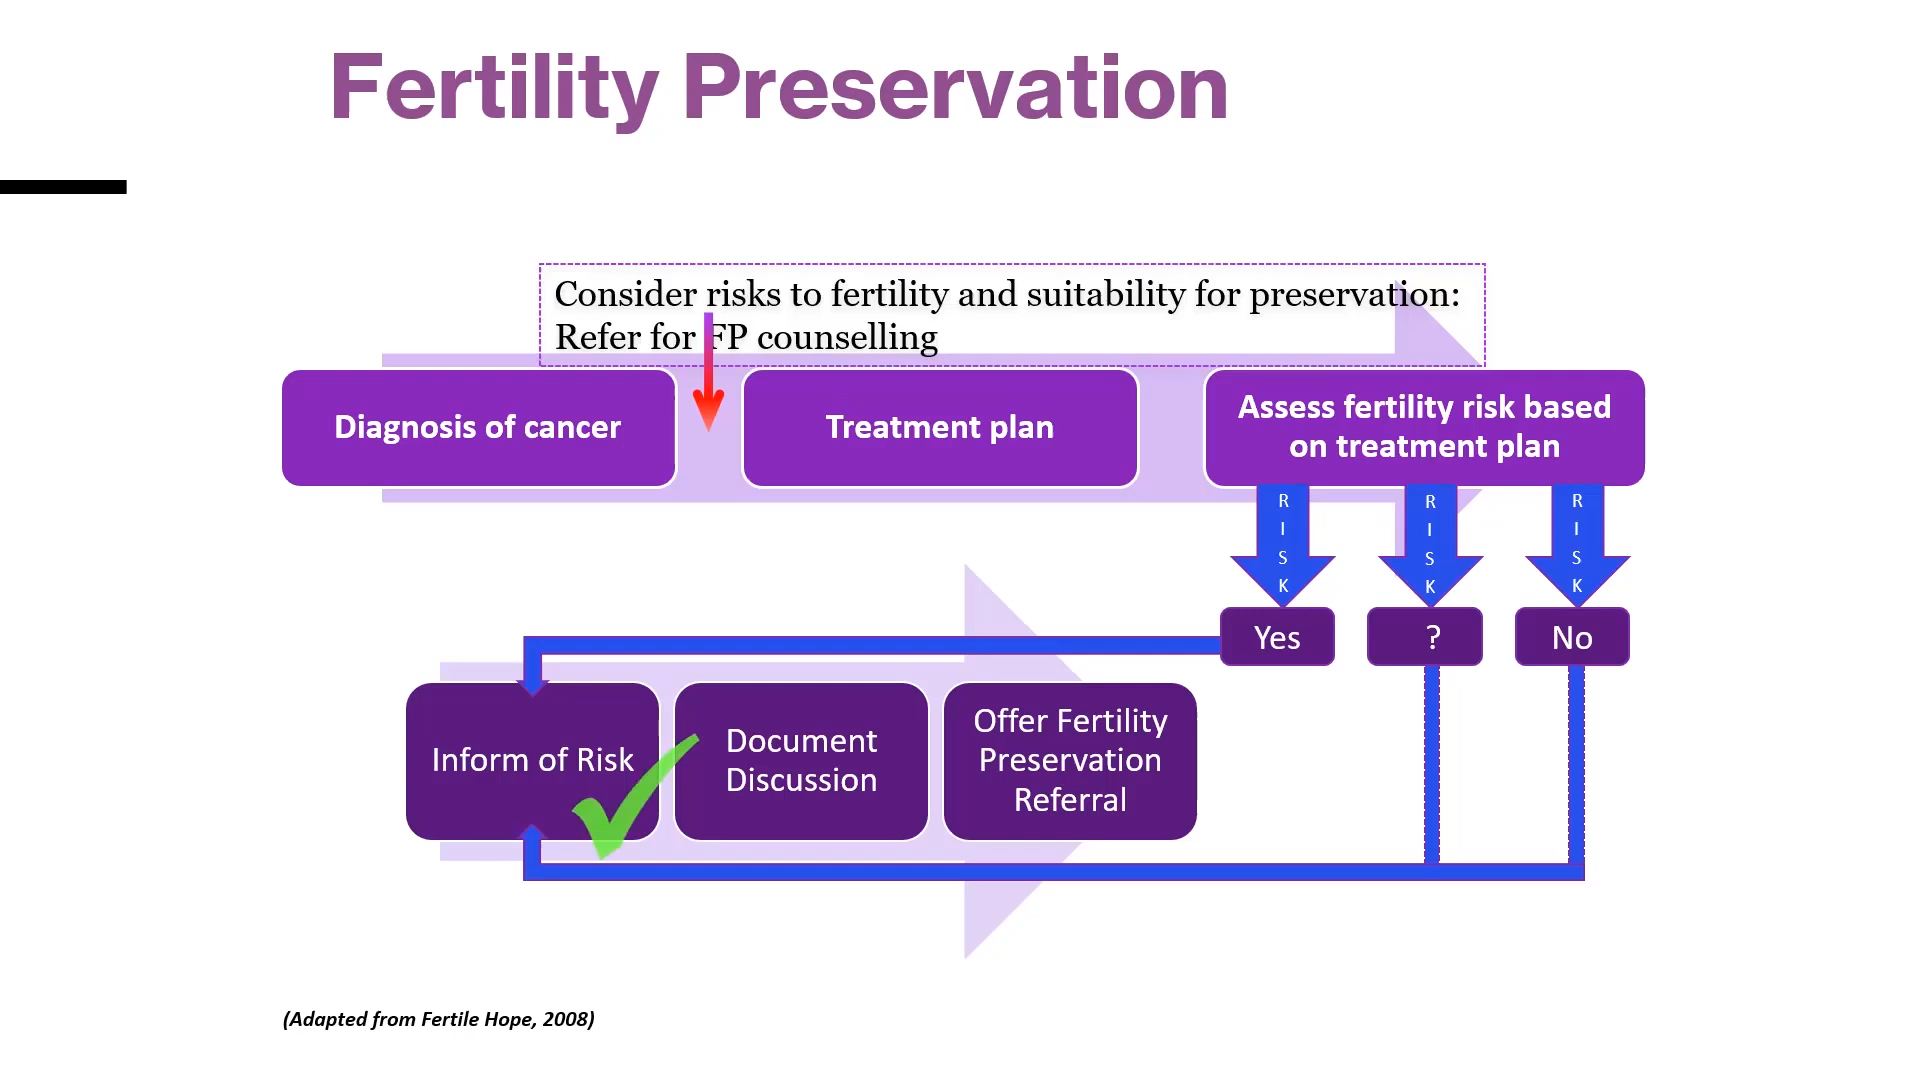 Fertility Preservation
Consider risks to fertility and suitability for preservation:
Refer for FP counselling
Diagnosis of cancer
Treatment plan
Assess fertility risk based
on treatment plan
R
I
S
K
R
I
S
K
R
I
S
K
Yes
?
No
Inform of Risk
Document
Discussion
Offer Fertility
Preservation
Referral
(Adapted from Fertile Hope, 2008)